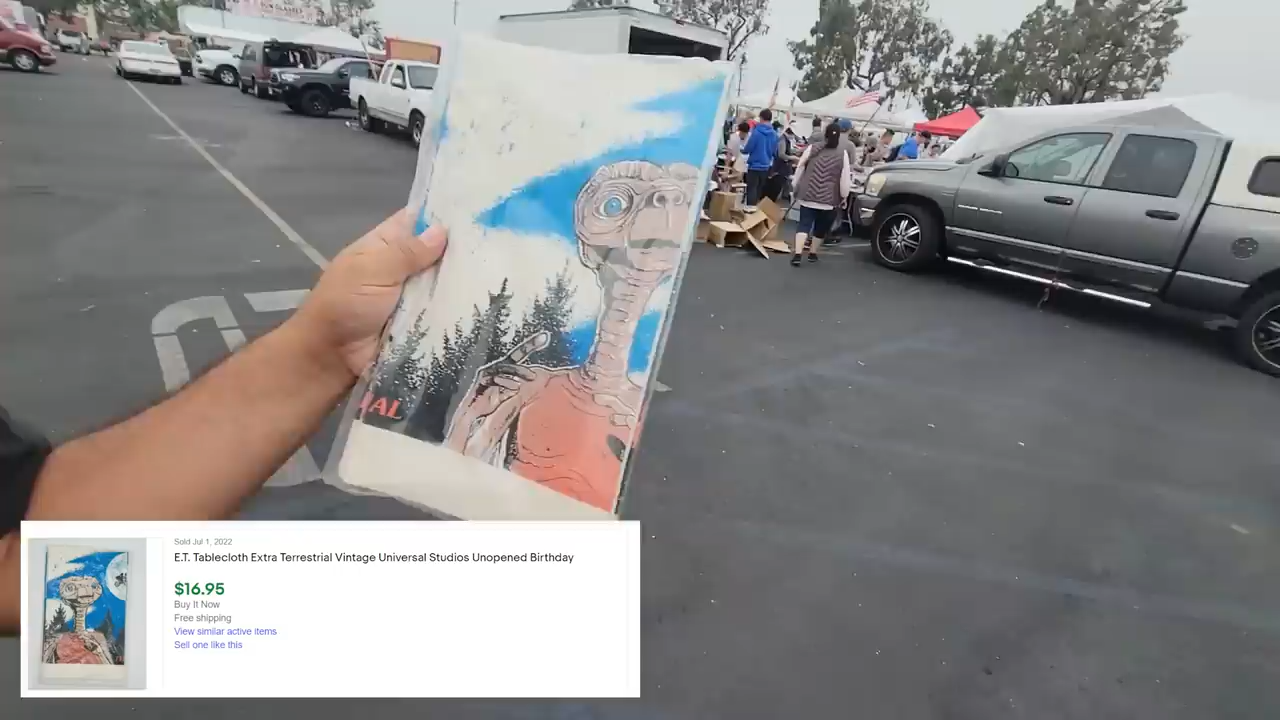 IAL
Sold Jul 1, 2022
E.T. Tablecloth Extra Terrestrial Vintage Universal Studios Unopened Birthday
$16.95
Buy It Now
Free shipping
View similar active items
Sell one like this